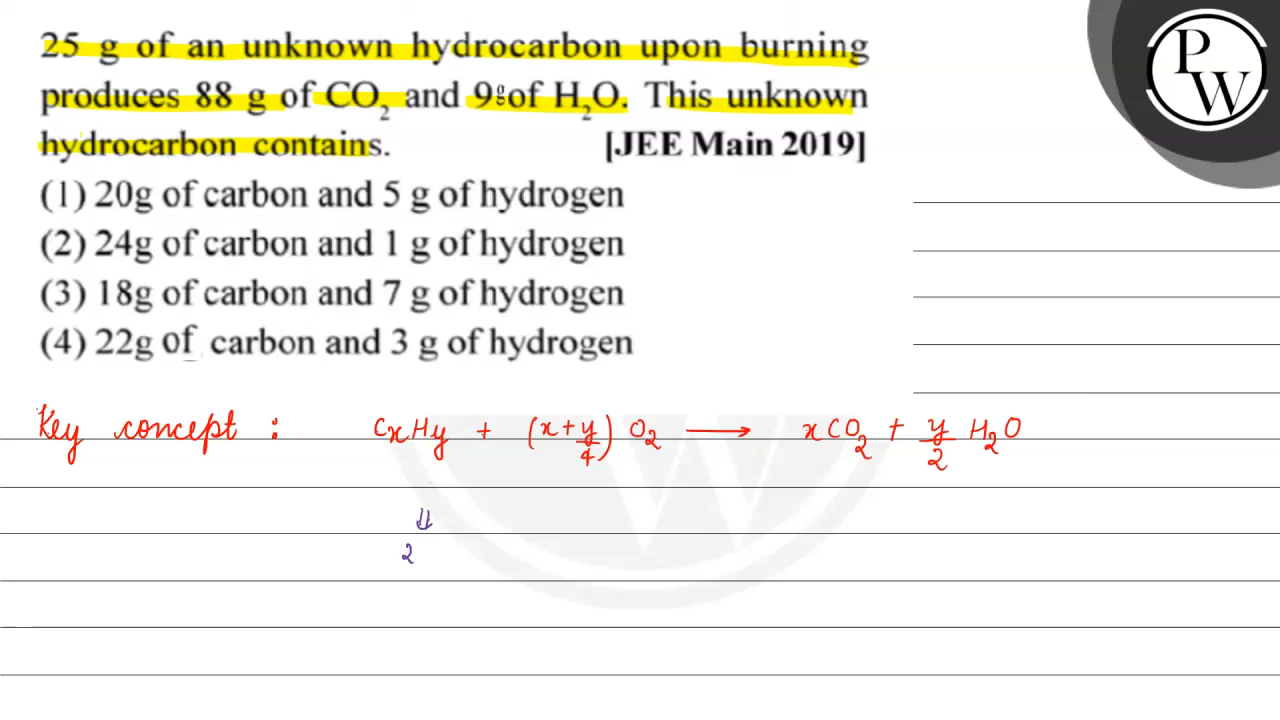 P
W
25 g of an unknown hydrocarbon upon burning
produces 88 g of CO₂ and 9g of H₂O. This unknown
hydrocarbon contains. [JEE Main 2019]
(1) 20g of carbon and 5 g of hydrogen
(2) 24g of carbon and 1 g of hydrogen
(3) 18g of carbon and 7 g of hydrogen
(4) 22g of carbon and 3 g of hydrogen
Key concept : CxHy + (x+y/4) O₂ ⟶ xCO₂ + y/2 H₂O
⇓
2